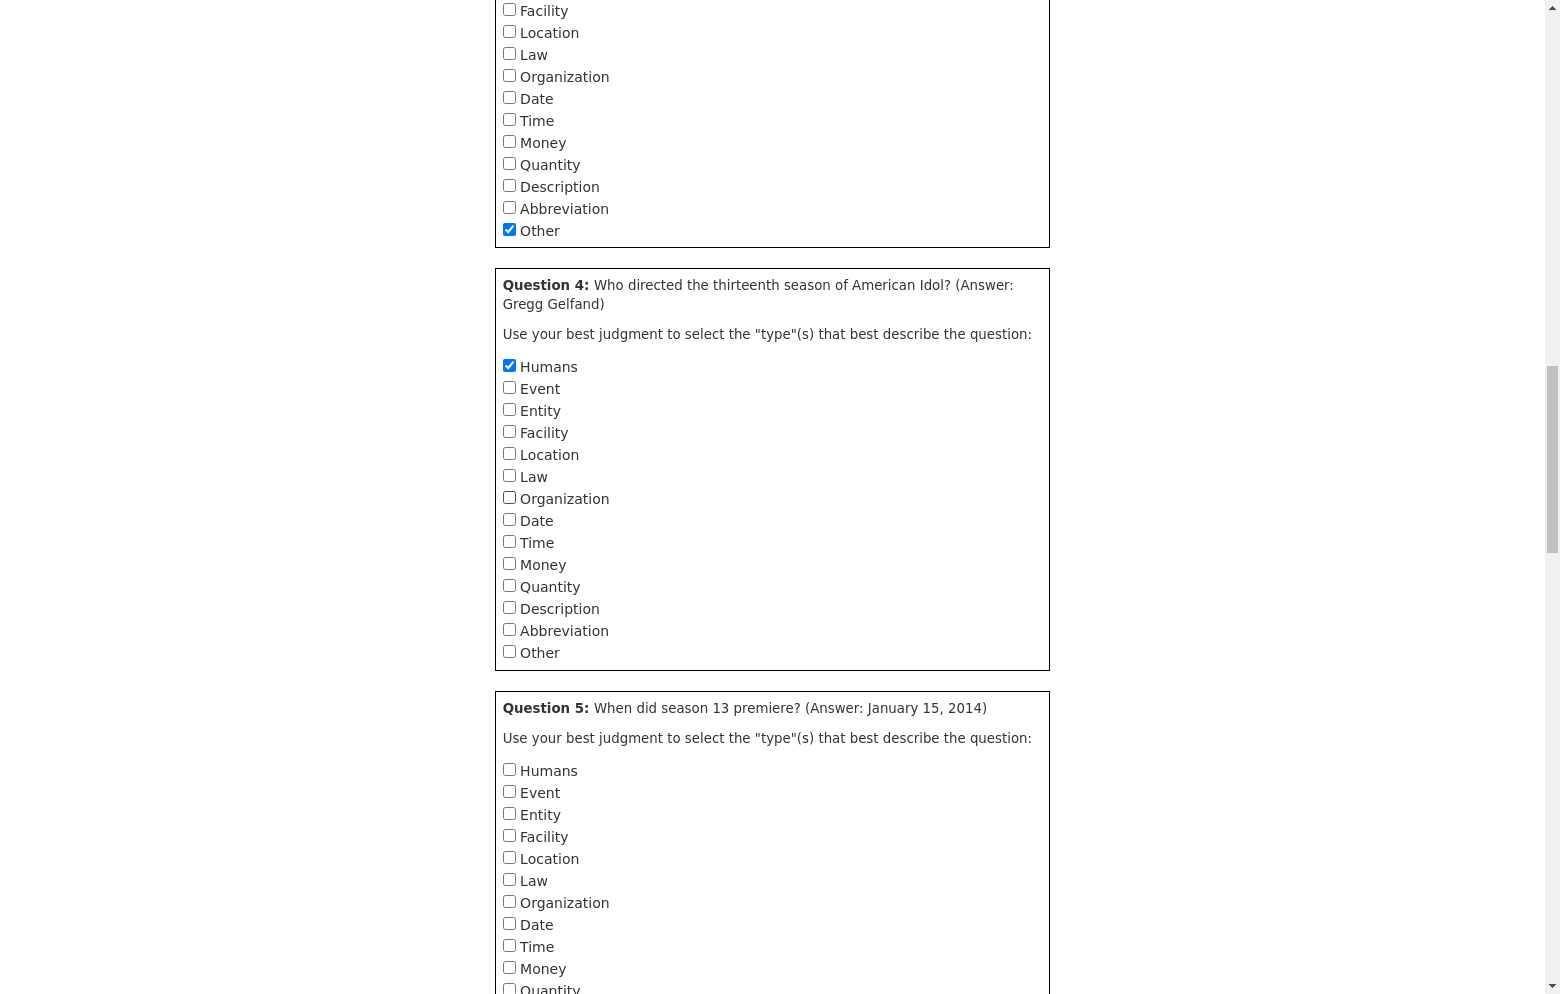 Facility
Location
Law
Organization
Date
Time
Money
Quantity
Description
Abbreviation
Other
Question 4: Who directed the thirteenth season of American Idol? (Answer:
Gregg Gelfand)
Use your best judgment to select the "type"(s) that best describe the question:
Humans
Event
Entity
Facility
Location
Law
Organization
Date
Time
Money
Quantity
Description
Abbreviation
Other
Question 5: When did season 13 premiere? (Answer: January 15, 2014)
Use your best judgment to select the "type"(s) that best describe the question:
Humans
Event
Entity
Facility
Location
Law
Organization
Date
Time
Money
Quantity